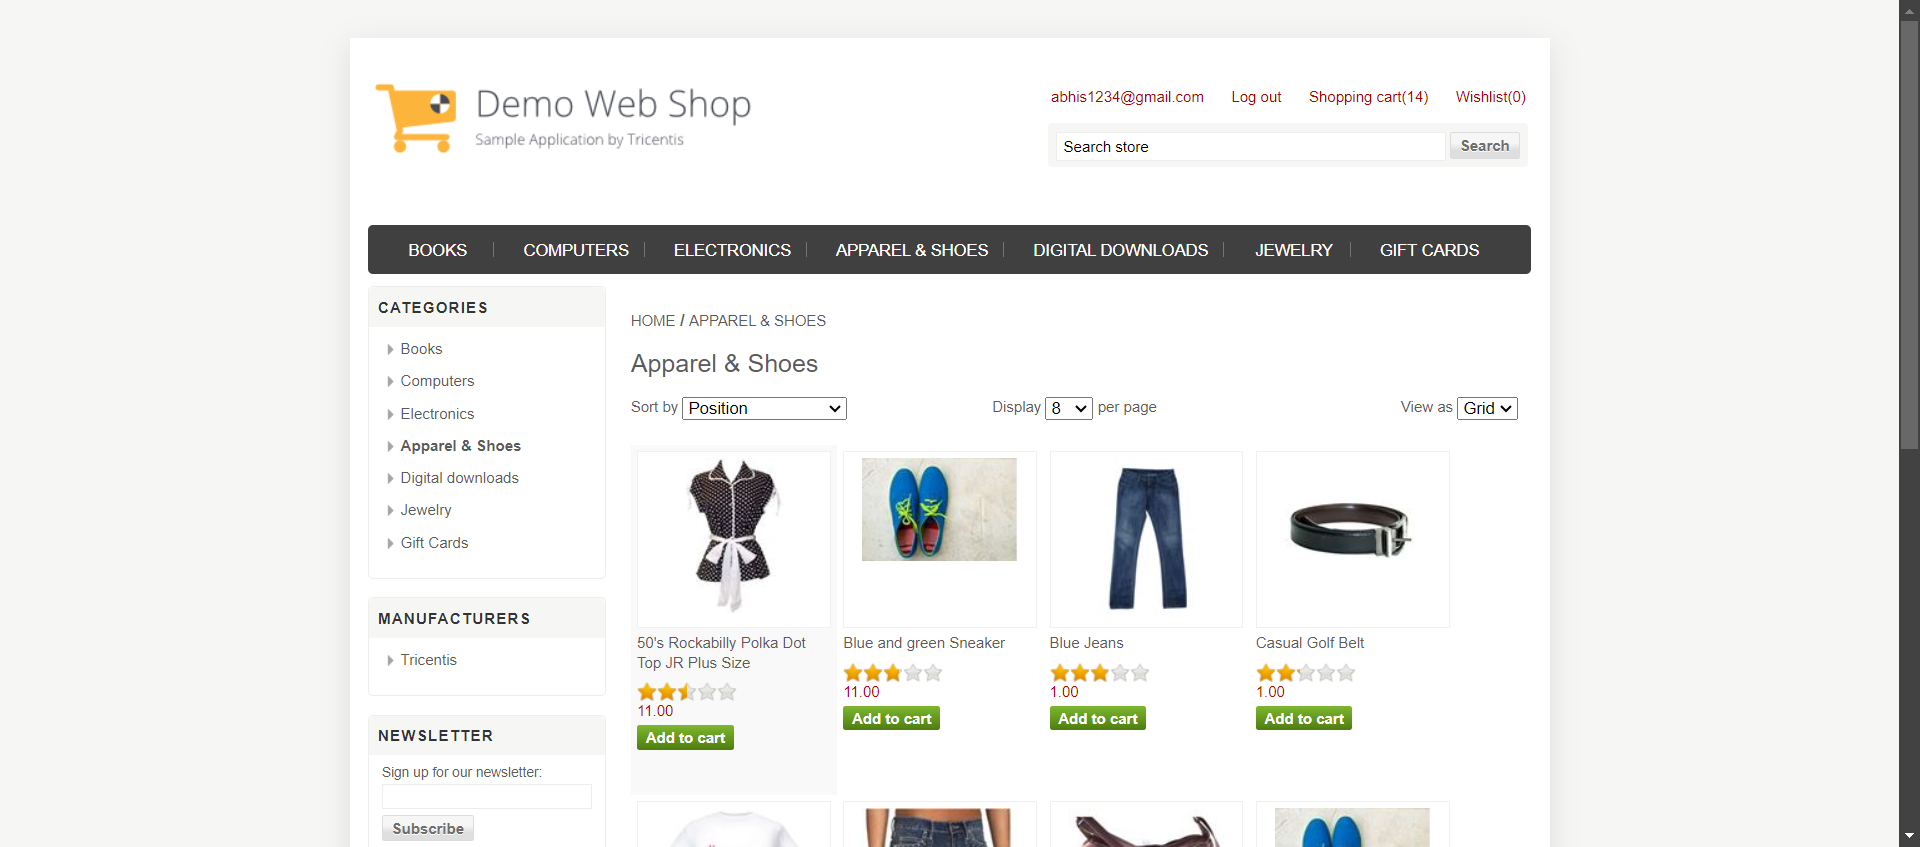 Demo Web Shop
Sample Application by Tricentis
abhis1234@gmail.com Log out Shopping cart(14) Wishlist(0)
Search store Search
BOOKS COMPUTERS ELECTRONICS APPAREL & SHOES DIGITAL DOWNLOADS JEWELRY GIFT CARDS
CATEGORIES
Books
Computers
Electronics
Apparel & Shoes
Digital downloads
Jewelry
Gift Cards
MANUFACTURERS
Tricentis
NEWSLETTER
Sign up for our newsletter:
Subscribe
HOME / APPAREL & SHOES
Apparel & Shoes
Sort by Position Display 8 per page View as Grid
50's Rockabilly Polka Dot
Top JR Plus Size
11.00
Add to cart
Blue and green Sneaker
11.00
Add to cart
Blue Jeans
1.00
Add to cart
Casual Golf Belt
1.00
Add to cart